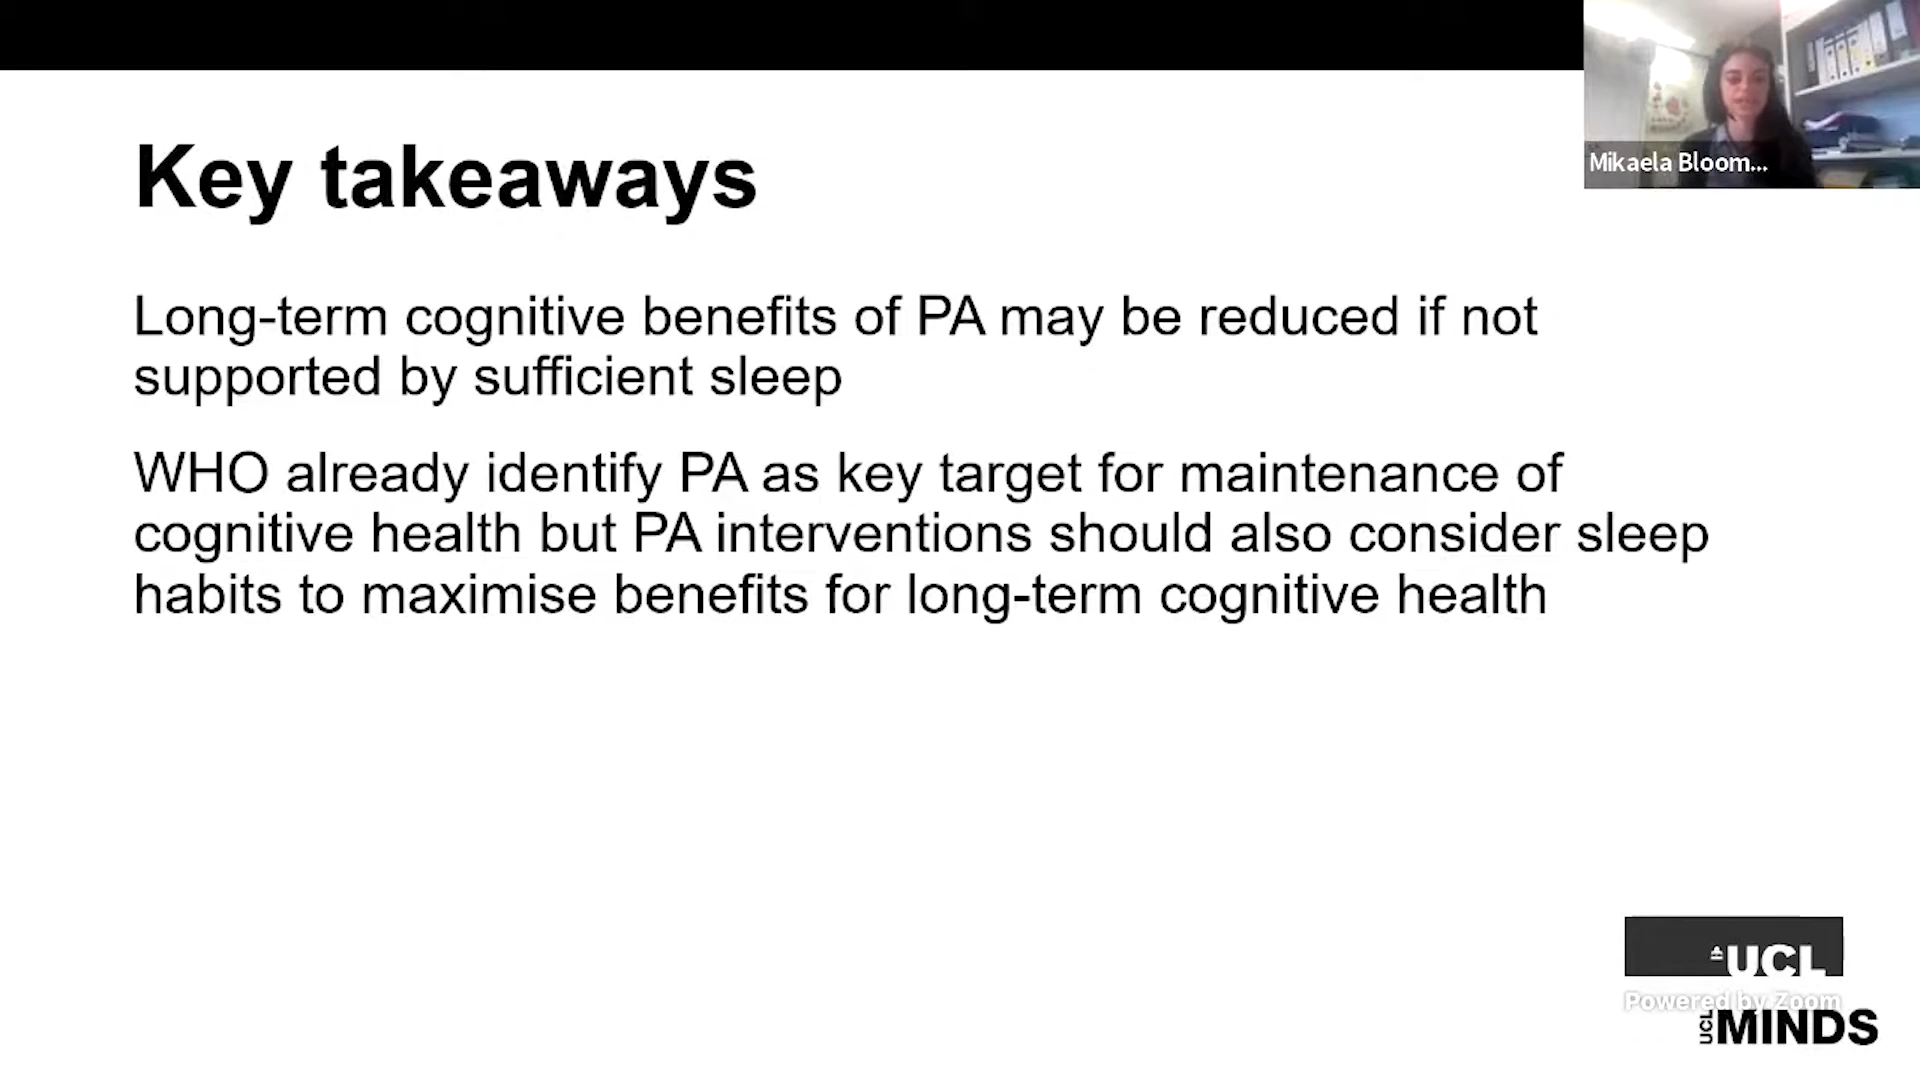 Mikaela Bloom...
Key takeaways
Long-term cognitive benefits of PA may be reduced if not
supported by sufficient sleep
WHO already identify PA as key target for maintenance of
cognitive health but PA interventions should also consider sleep
habits to maximise benefits for long-term cognitive health
UCL
Powered by Zoom
UCL MINDS